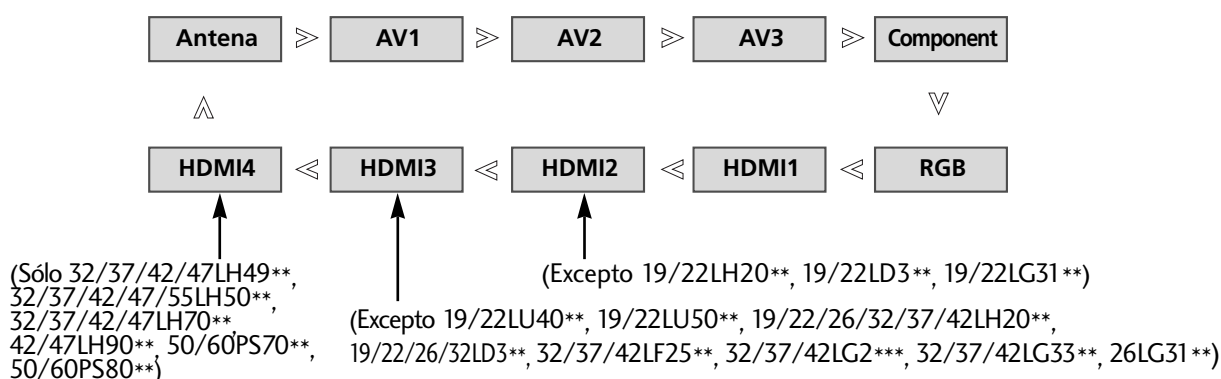 Antena AV1 AV2 AV3 Component
HDMI4 HDMI3 HDMI2 HDMI1 RGB
(Sólo 32/37/42/47LH49**,
32/37/42/47/55LH50**,
32/37/42/47LH70**,
42/47LH90**, 50/60PS70**,
50/60PS80**)
(Excepto 19/22LH20**, 19/22LD3**, 19/22LG31**)
(Excepto 19/22LU40**, 19/22LU50**, 19/22/26/32/37/42LH20**,
19/22/26/32LD3**, 32/37/42LF25**, 32/37/42LG2***, 32/37/42LG33**, 26LG31**)